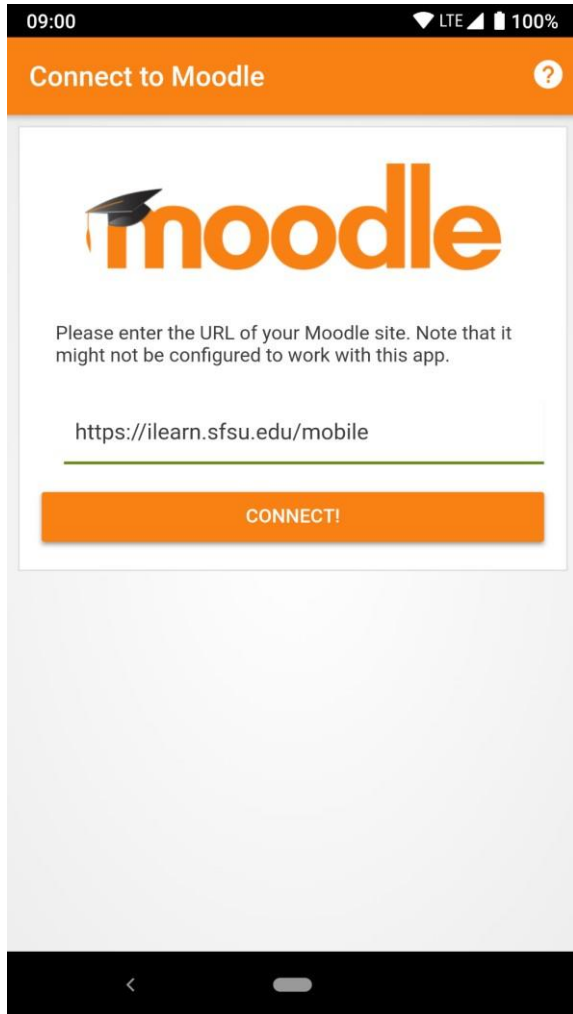 09:00 LTE 100%
Connect to Moodle ?
moodle
Please enter the URL of your Moodle site. Note that it
might not be configured to work with this app.
https://ilearn.sfsu.edu/mobile
CONNECT!